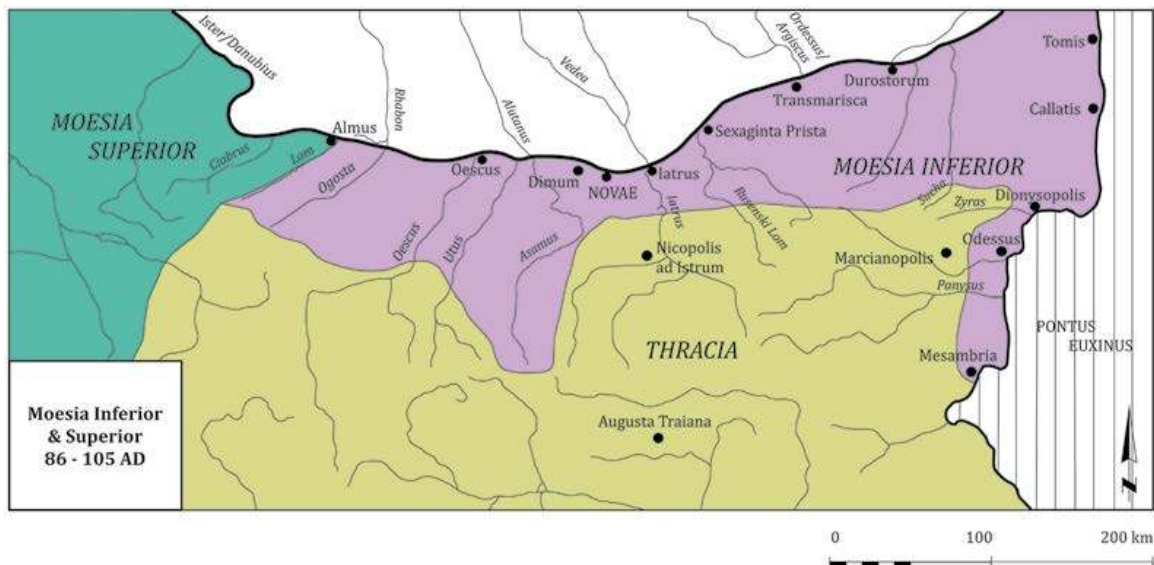 Ister/Danubius
Rhabon
Alutanus
Vedea
Ordessus/
Argiscus
Tomis
Durostorum
Transmarisca
Callatis
MOESIA
SUPERIOR
Almus
Sexaginta Prista
Ciabrus
Lom
Ogosta
Oescus
Dimum
NOVAE
Iatrus
MOESIA INFERIOR
Sucha
Zyras
Dionysopolis
Iatrus
Rusenski Lom
Oescus
Utus
Asamus
Nicopolis
ad Istrum
Marcianopolis
Odessus
Panysus
PONTUS
EUXINUS
THRACIA
Mesambria
Augusta Traiana
Moesia Inferior
& Superior
86 - 105 AD
N
0 100 200 km